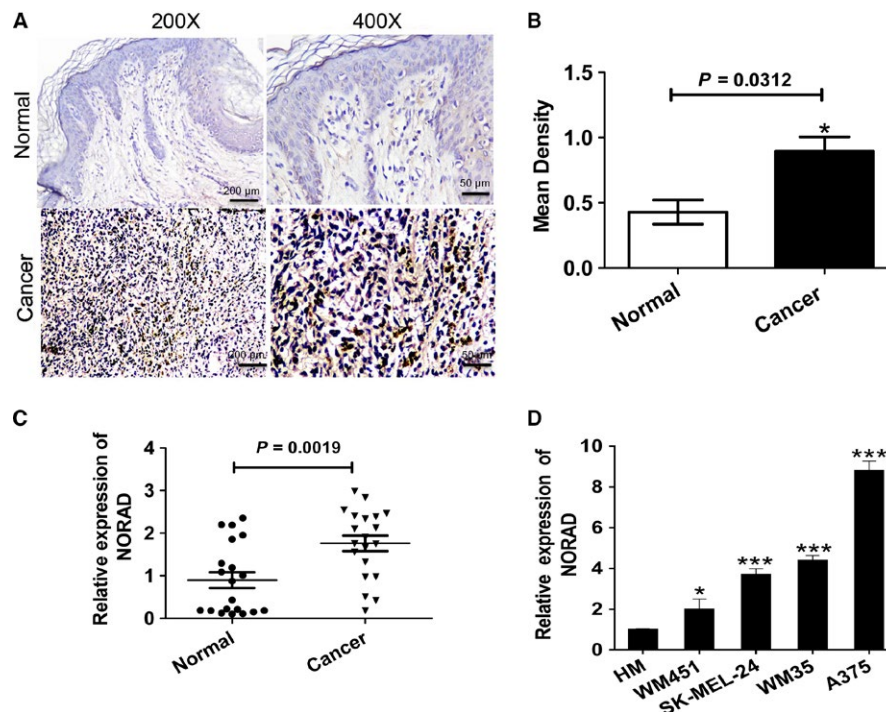 A
200X
400X
Normal
200 µm
50 µm
Cancer
200 µm
50 µm
B
P = 0.0312
*
Mean Density
1.5
1.0
0.5
0.0
Normal
Cancer
C
P = 0.0019
Relative expression of
NORAD
4
3
2
1
0
Normal
Cancer
D
Relative expression of
NORAD
10
8
6
4
2
0
*
***
***
***
HM
WM451
SK-MEL-24
WM35
A375